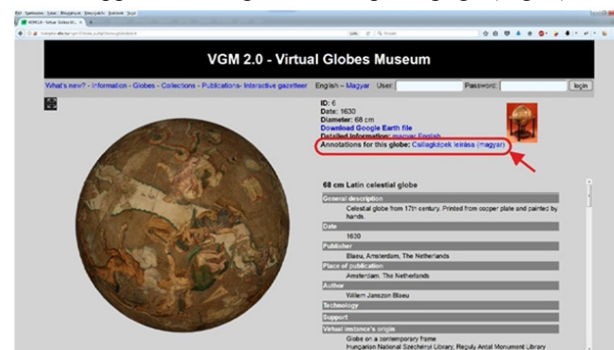 VGM 2.0 - Virtual Globes Museum
What's new? - Information - Globes - Collections - Publications- Interactive gazetteer English – Magyar User: Password: login
ID: 6
Date: 1630
Diameter: 68 cm
Download Google Earth file
Detailed Information: magyar English
Annotations for this globe: Csillagképek leírása (magyar)
68 cm Latin celestial globe
General description
Celestial globe from 17th century. Printed from copper plate and painted by
hands.
Date
1630
Publisher
Blaeu, Amsterdam, The Netherlands
Place of publication
Amsterdam, The Netherlands
Author
Willem Janszon Blaeu
Technology
Support
Virtual instance's origin
Globe on a contemporary frame
Hungarian National Széchényi Library, Reguly Antal Monument Library